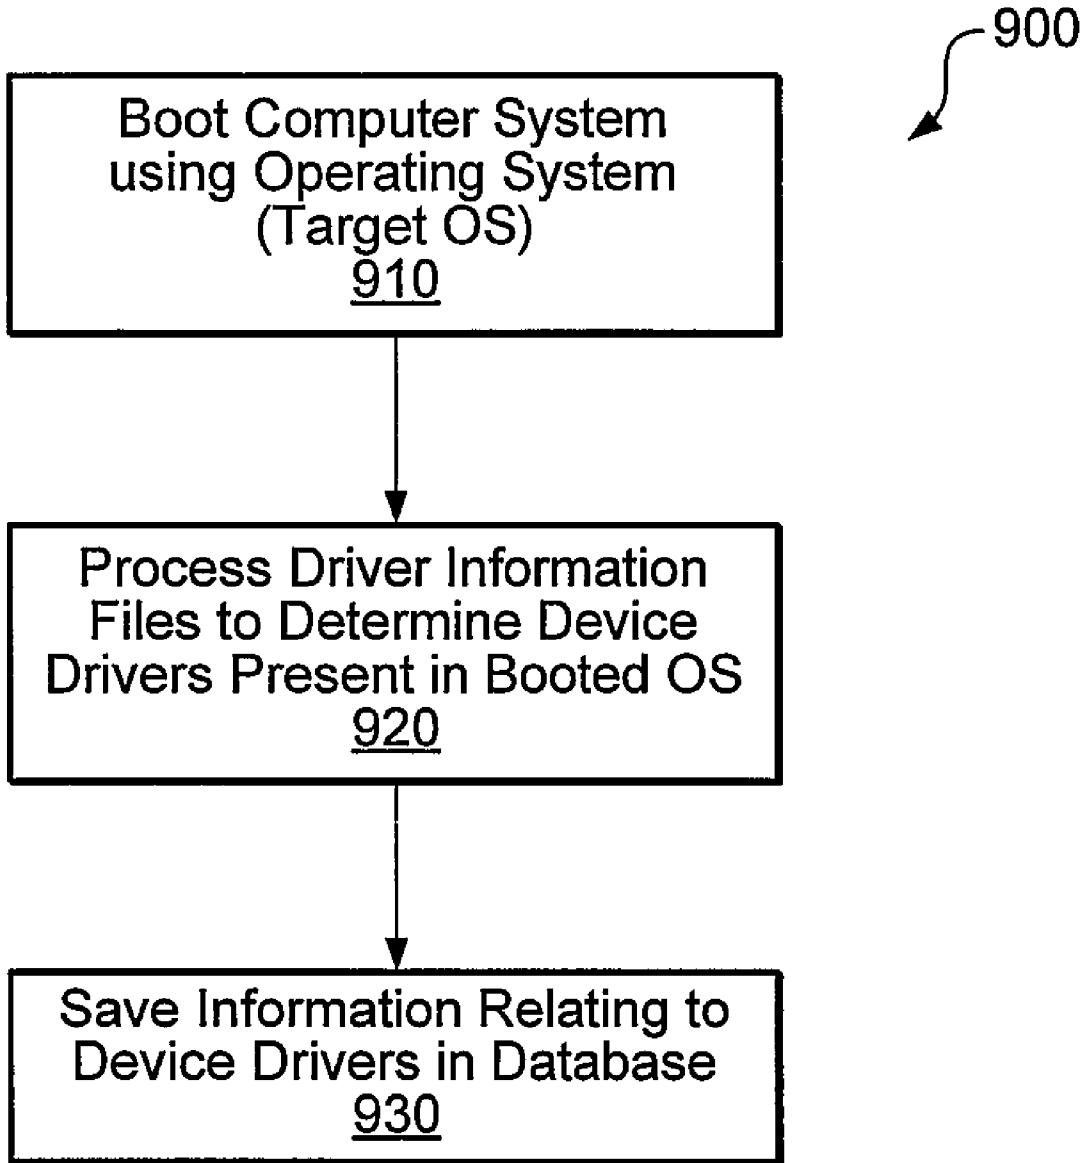 900
Boot Computer System
using Operating System
(Target OS)
910
Process Driver Information
Files to Determine Device
Drivers Present in Booted OS
920
Save Information Relating to
Device Drivers in Database
930